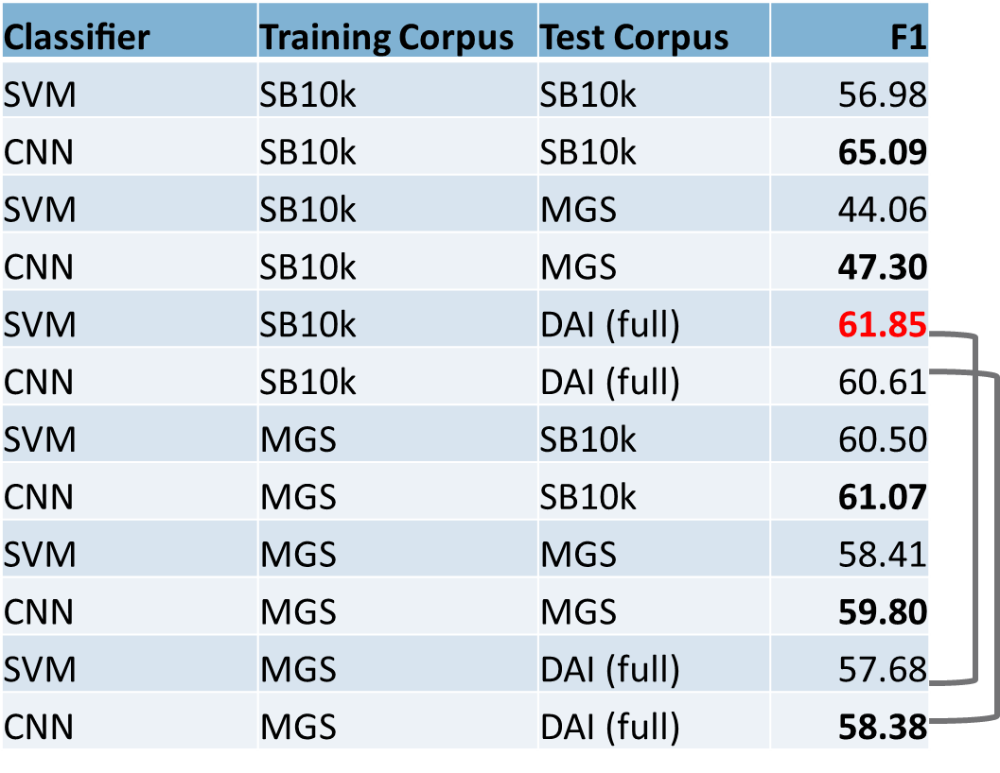 Classifier Training Corpus Test Corpus F1
SVM SB10k SB10k 56.98
CNN SB10k SB10k 65.09
SVM SB10k MGS 44.06
CNN SB10k MGS 47.30
SVM SB10k DAI (full) 61.85
CNN SB10k DAI (full) 60.61
SVM MGS SB10k 60.50
CNN MGS SB10k 61.07
SVM MGS MGS 58.41
CNN MGS MGS 59.80
SVM MGS DAI (full) 57.68
CNN MGS DAI (full) 58.38